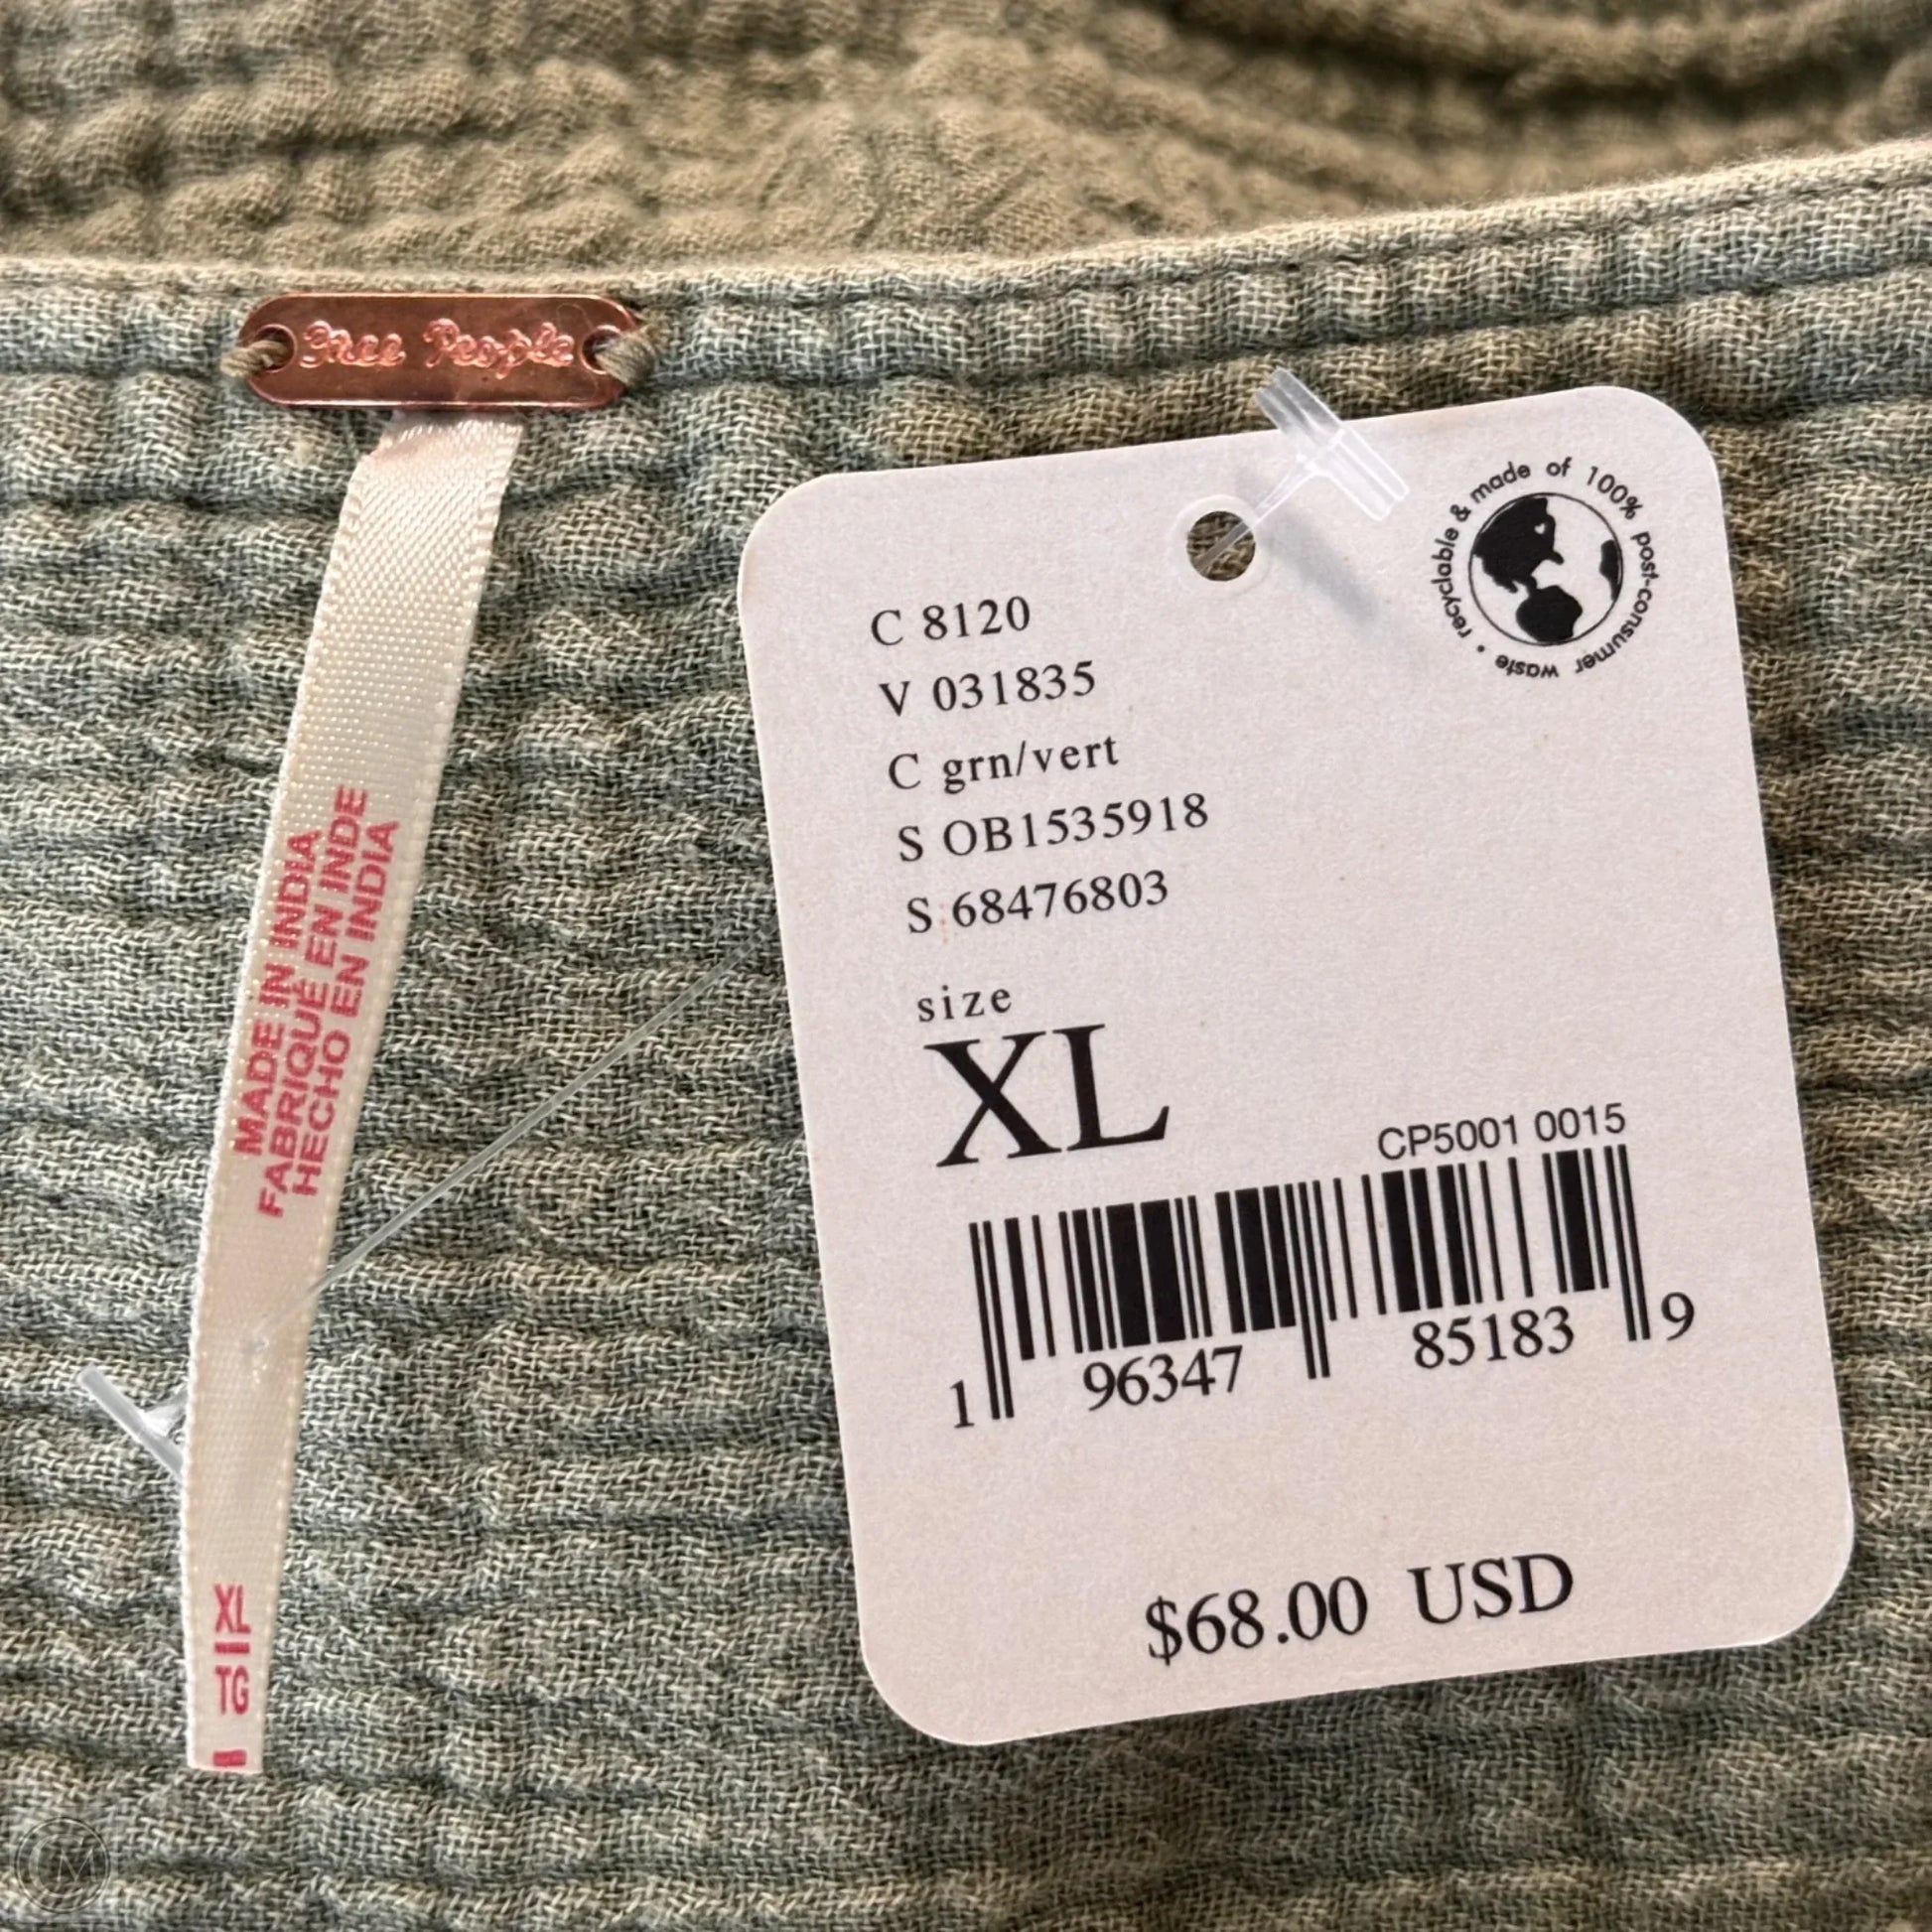 Free People
MADE IN INDIA
FABRIQUÉ EN INDE
HECHO EN INDIA
XL
TG
recyclable & made of 100% post-consumer waste •
C 8120
V 031835
C grn/vert
S OB1535918
S 68476803
size
XL
CP5001 0015
1 96347 85183 9
$68.00 USD
CM